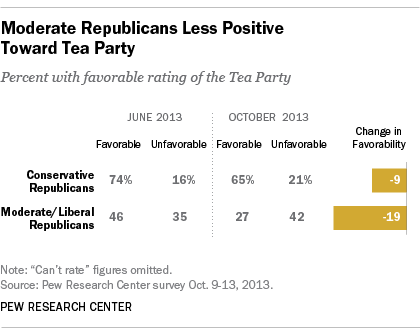 Moderate Republicans Less Positive
Toward Tea Party
Percent with favorable rating of the Tea Party
JUNE 2013 OCTOBER 2013
Change in
Favorable Unfavorable Favorable Unfavorable Favorability
Conservative
Republicans 74% 16% 65% 21% -9
Moderate/Liberal
Republicans 46 35 27 42 -19
Note: “Can’t rate” figures omitted.
Source: Pew Research Center survey Oct. 9-13, 2013.
PEW RESEARCH CENTER